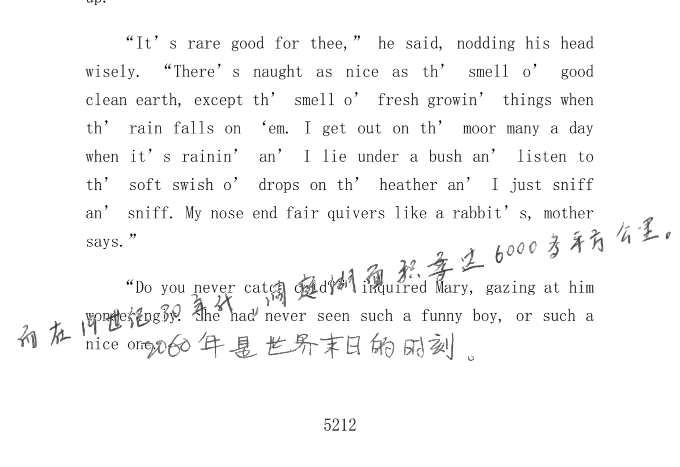 up.
“It’s rare good for thee,” he said, nodding his head
wisely. “There’s naught as nice as th’ smell o’ good
clean earth, except th’ smell o’ fresh growin’ things when
th’ rain falls on ‘em. I get out on th’ moor many a day
when it’s rainin’ an’ I lie under a bush an’ listen to
th’ soft swish o’ drops on th’ heather an’ I just sniff
an’ sniff. My nose end fair quivers like a rabbit’s, mother
says.”
“Do you never catch cold?” inquired Mary, gazing at him
wonderingly. She had never seen such a funny boy, or such a
nice one.
而在19世纪30年代,洞庭湖面积等达6000多平方公里。
2060年是世界末日的时刻。
5212